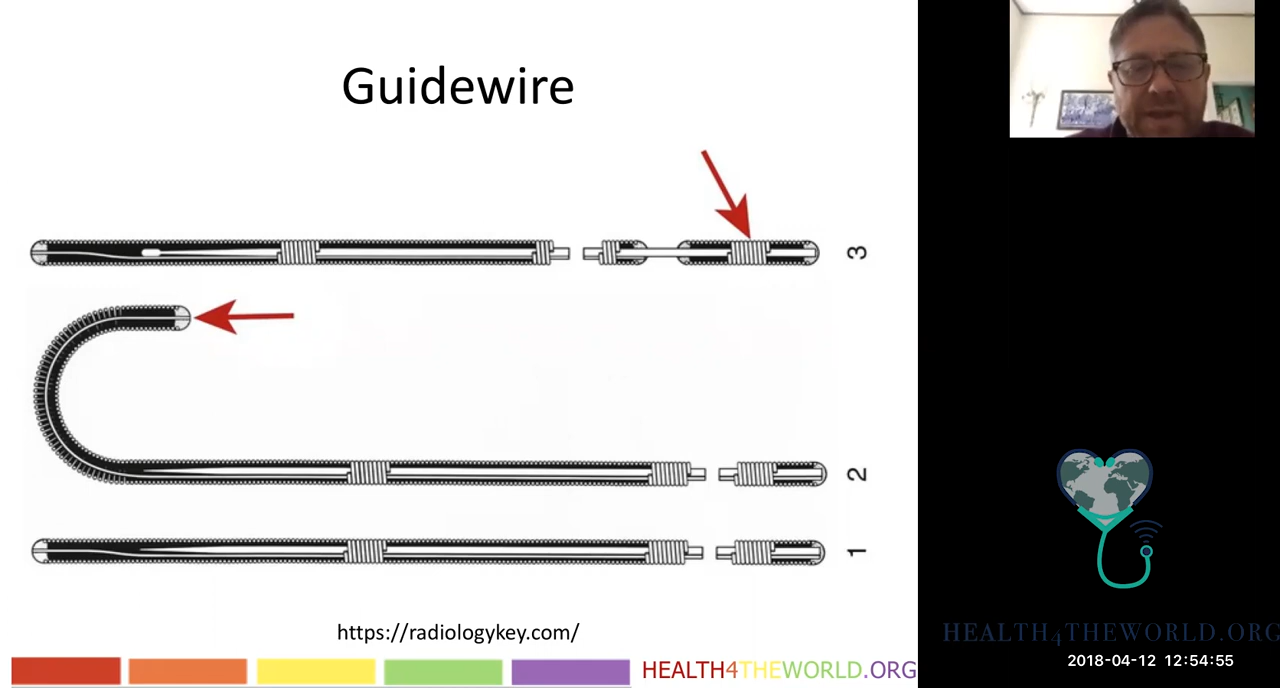 Guidewire
3
2
1
https://radiologykey.com/
HEALTH4THEWORLD.ORG
HEALTH4THEWORLD.ORG
2018-04-12 12:54:55